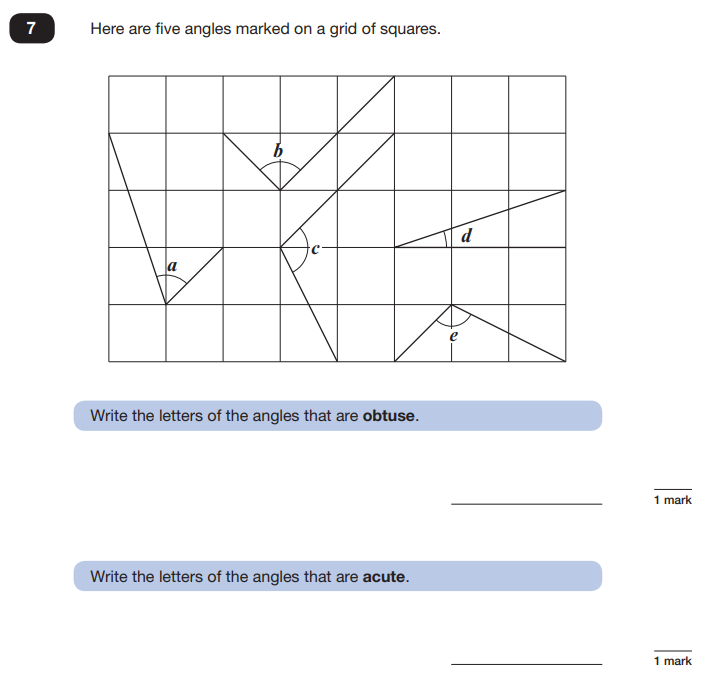 7
Here are five angles marked on a grid of squares.
b
a
c
d
e
Write the letters of the angles that are obtuse.
1 mark
Write the letters of the angles that are acute.
1 mark